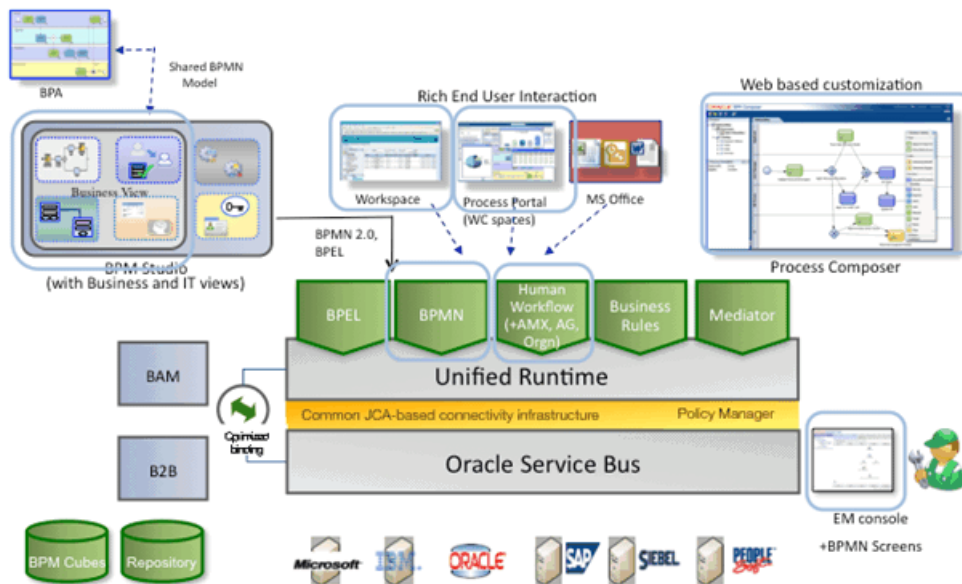 BPA
Shared BPMN
Model
Business View
BPM Studio
(with Business and IT views)
Rich End User Interaction
Workspace
Process Portal
(WC spaces)
MS Office
Web based customization
ORACLE BPM Composer
Process Composer
BPMN 2.0,
BPEL
BPEL
BPMN
Human
Workflow
(+AMX, AG,
Orgn)
Business
Rules
Mediator
BAM
Unified Runtime
Common JCA-based connectivity infrastructure
Policy Manager
Optimized
binding
B2B
Oracle Service Bus
EM console
+BPMN Screens
BPM Cubes
Repository
Microsoft
IBM
ORACLE
SAP
SIEBEL
PEOPLE
Soft